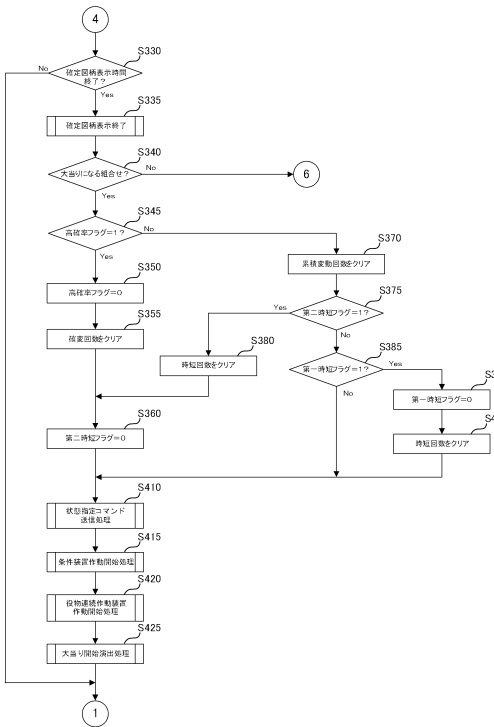 4
S330
No
確定図柄表示時間
終了？
Yes
S335
確定図柄表示終了
S340
大当りになる組合せ？
No
6
Yes
S345
高確率フラグ=1？
No
Yes
S370
累積変動回数をクリア
S350
高確率フラグ=0
S375
第二時短フラグ=1？
Yes
No
S355
確変回数をクリア
S380
時短回数をクリア
S385
第一時短フラグ=1？
Yes
No
第一時短フラグ=0
S360
第二時短フラグ=0
時短回数をクリア
S410
状態指定コマンド
送信処理
S415
条件装置作動開始処理
S420
役物連続作動装置
作動開始処理
S425
大当り開始演出処理
1